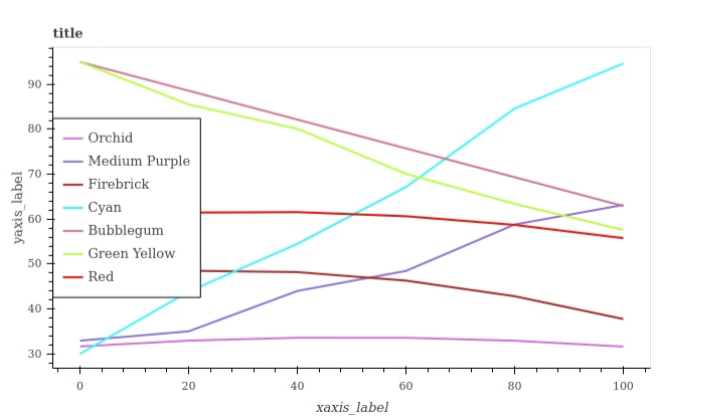 title
90
80
70
60
50
40
30
yaxis_label
Orchid
Medium Purple
Firebrick
Cyan
Bubblegum
Green Yellow
Red
0 20 40 60 80 100
xaxis_label